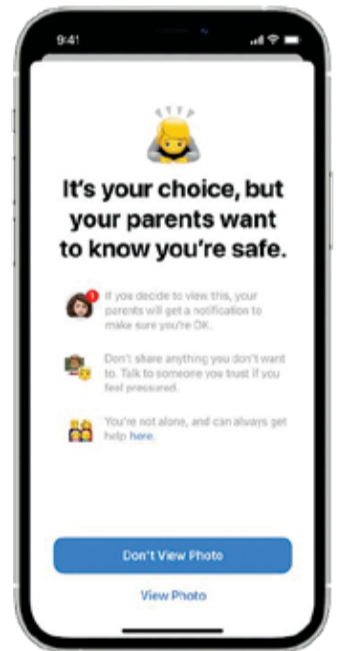 9:41
It's your choice, but
your parents want
to know you're safe.
If you decide to view this, your
parents will get a notification to
make sure you're OK.
Don't share anything you don't want
to. Talk to someone you trust if you
feel pressured.
You're not alone, and can always get
help here.
Don't View Photo
View Photo